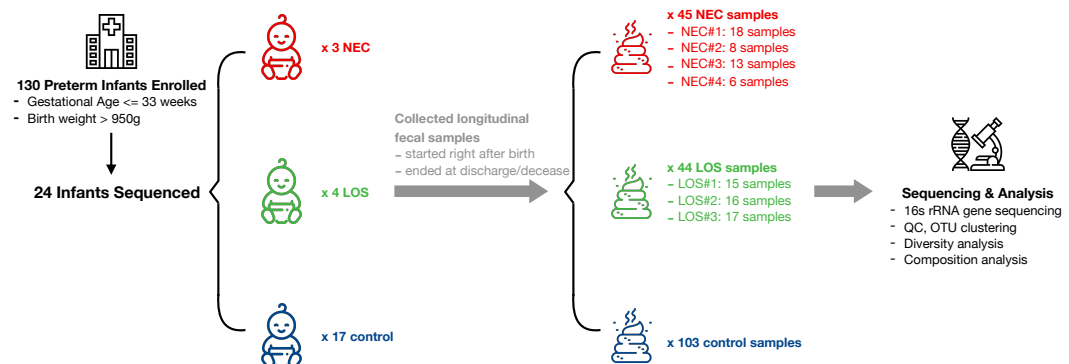 130 Preterm Infants Enrolled
- Gestational Age <= 33 weeks
- Birth weight > 950g
24 Infants Sequenced
x 3 NEC
x 4 LOS
x 17 control
Collected longitudinal
fecal samples
- started right after birth
- ended at discharge/decease
x 45 NEC samples
- NEC#1: 18 samples
- NEC#2: 8 samples
- NEC#3: 13 samples
- NEC#4: 6 samples
x 44 LOS samples
- LOS#1: 15 samples
- LOS#2: 16 samples
- LOS#3: 17 samples
x 103 control samples
Sequencing & Analysis
- 16s rRNA gene sequencing
- QC, OTU clustering
- Diversity analysis
- Composition analysis